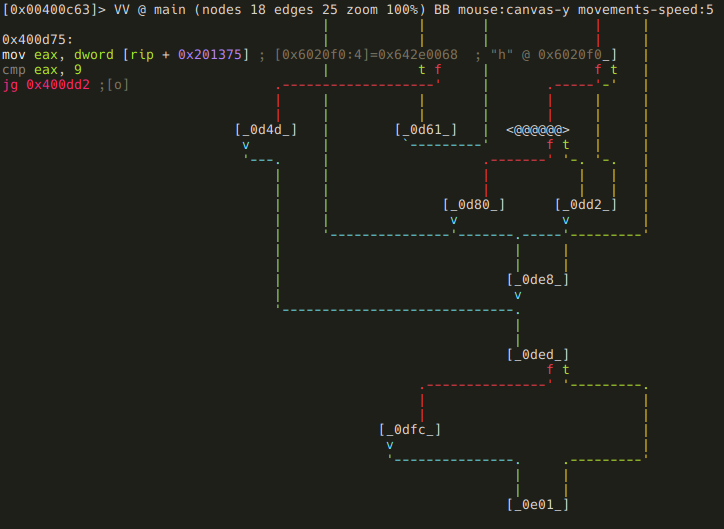 [0x00400c63]> VV @ main (nodes 18 edges 25 zoom 100%) BB mouse:canvas-y movements-speed:5
0x400d75:
mov eax, dword [rip + 0x201375] ; [0x6020f0:4]=0x642e0068 ; "h" @ 0x6020f0_]
cmp eax, 9
t f f t
jg 0x400dd2 ;[o]
[_0d4d_] [_0d61_] <@@@@@@>
v f t
[_0d80_] [_0dd2_]
v v
[_0de8_]
v
[_0ded_]
f t
[_0dfc_]
v
[_0e01_]